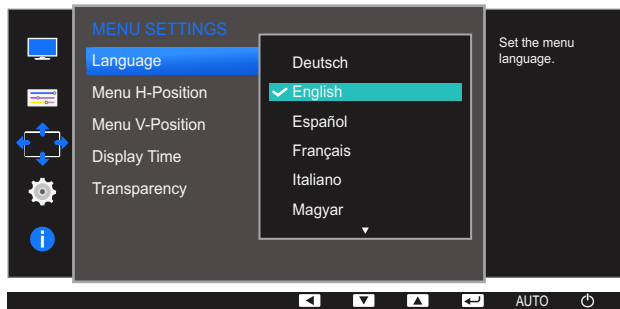 MENU SETTINGS
Language
Menu H-Position
Menu V-Position
Display Time
Transparency
Deutsch
English
Español
Français
Italiano
Magyar
Set the menu
language.
AUTO